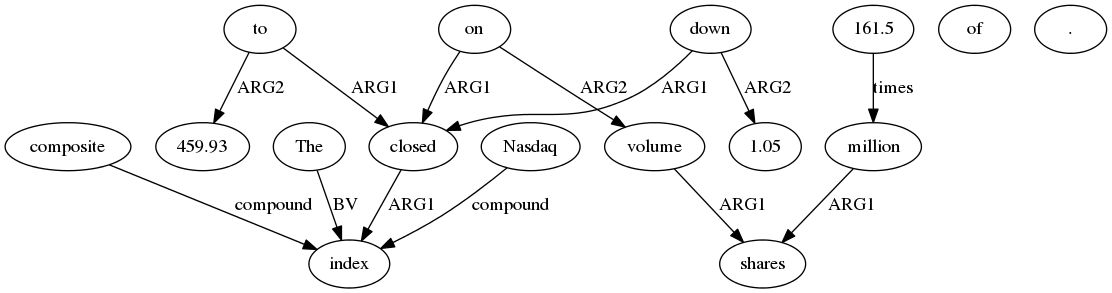 to on down 161.5 of .
ARG2 ARG1 ARG1 ARG2 ARG1 ARG2 times
composite 459.93 The closed Nasdaq volume 1.05 million
compound BV ARG1 compound ARG1 ARG1
index shares